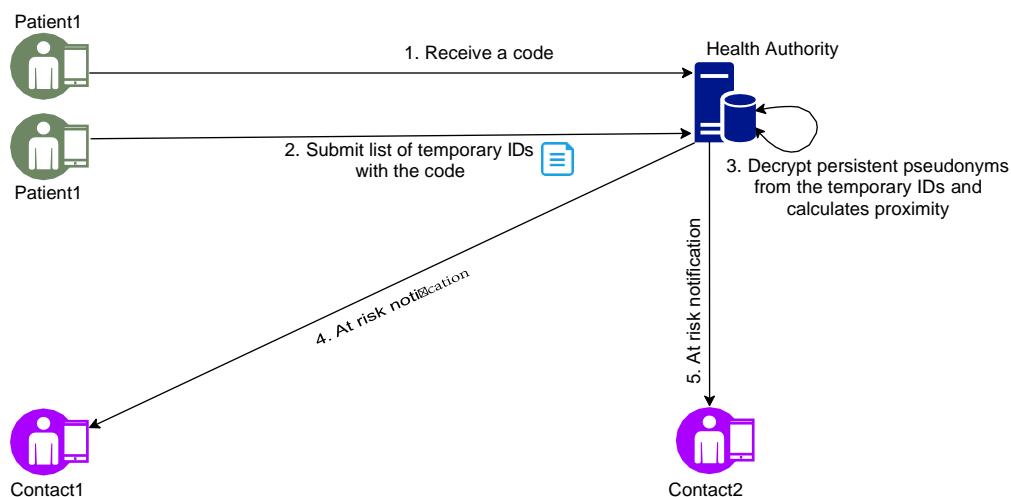 Patient1
1. Receive a code
Health Authority
2. Submit list of temporary IDs
with the code
Patient1
3. Decrypt persistent pseudonyms
from the temporary IDs and
calculates proximity
4. At risk noti�cation
5. At risk notification
Contact1
Contact2